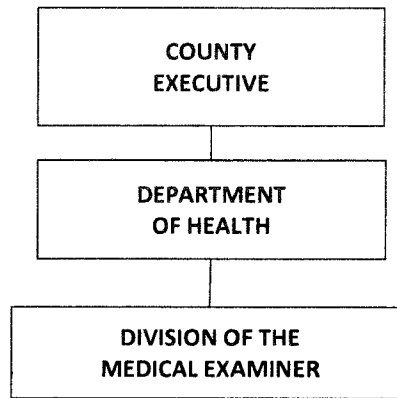 COUNTY
EXECUTIVE
DEPARTMENT
OF HEALTH
DIVISION OF THE
MEDICAL EXAMINER